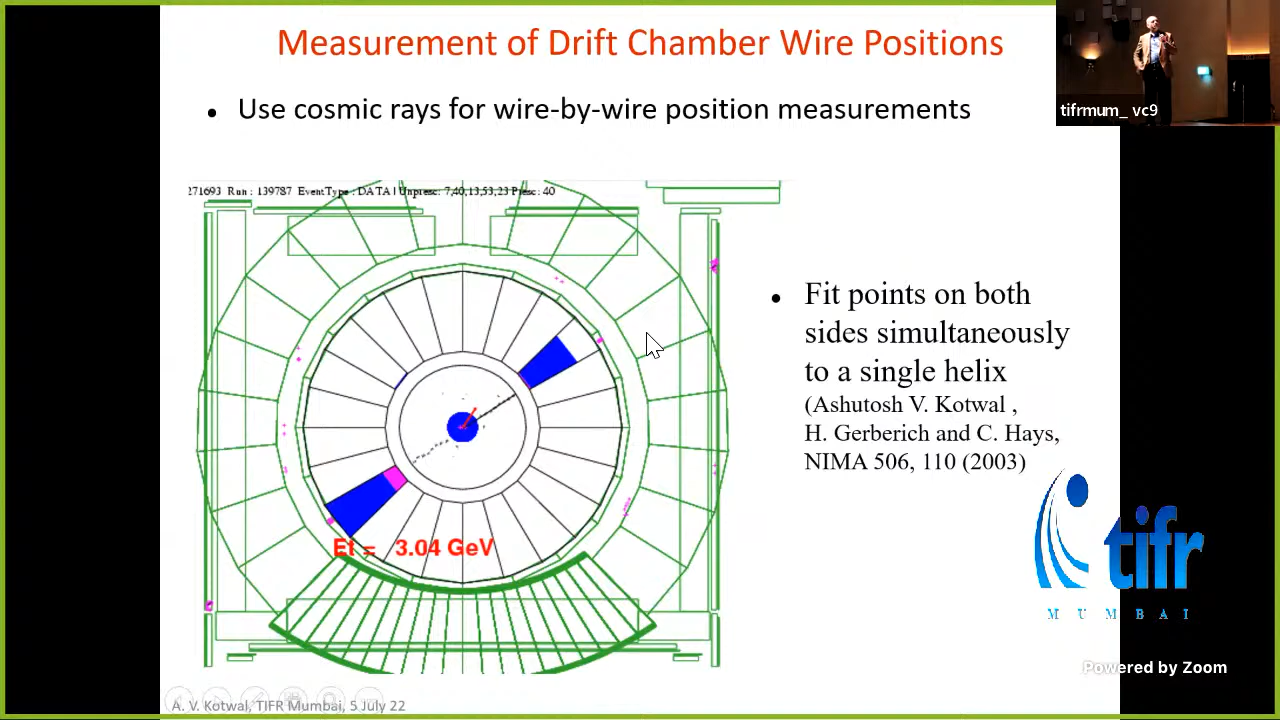 Measurement of Drift Chamber Wire Positions
tifrmum_ vc9
• Use cosmic rays for wire-by-wire position measurements
271693 Run : 139787 EventType : DATA | Unpresc: 7,40,13,53,23 Presc: 40
• Fit points on both
sides simultaneously
to a single helix
(Ashutosh V. Kotwal ,
H. Gerberich and C. Hays,
NIMA 506, 110 (2003)
Et = 3.04 GeV
tifr
MUMBAI
Powered by Zoom
A. V. Kotwal, TIFR Mumbai, 5 July 22